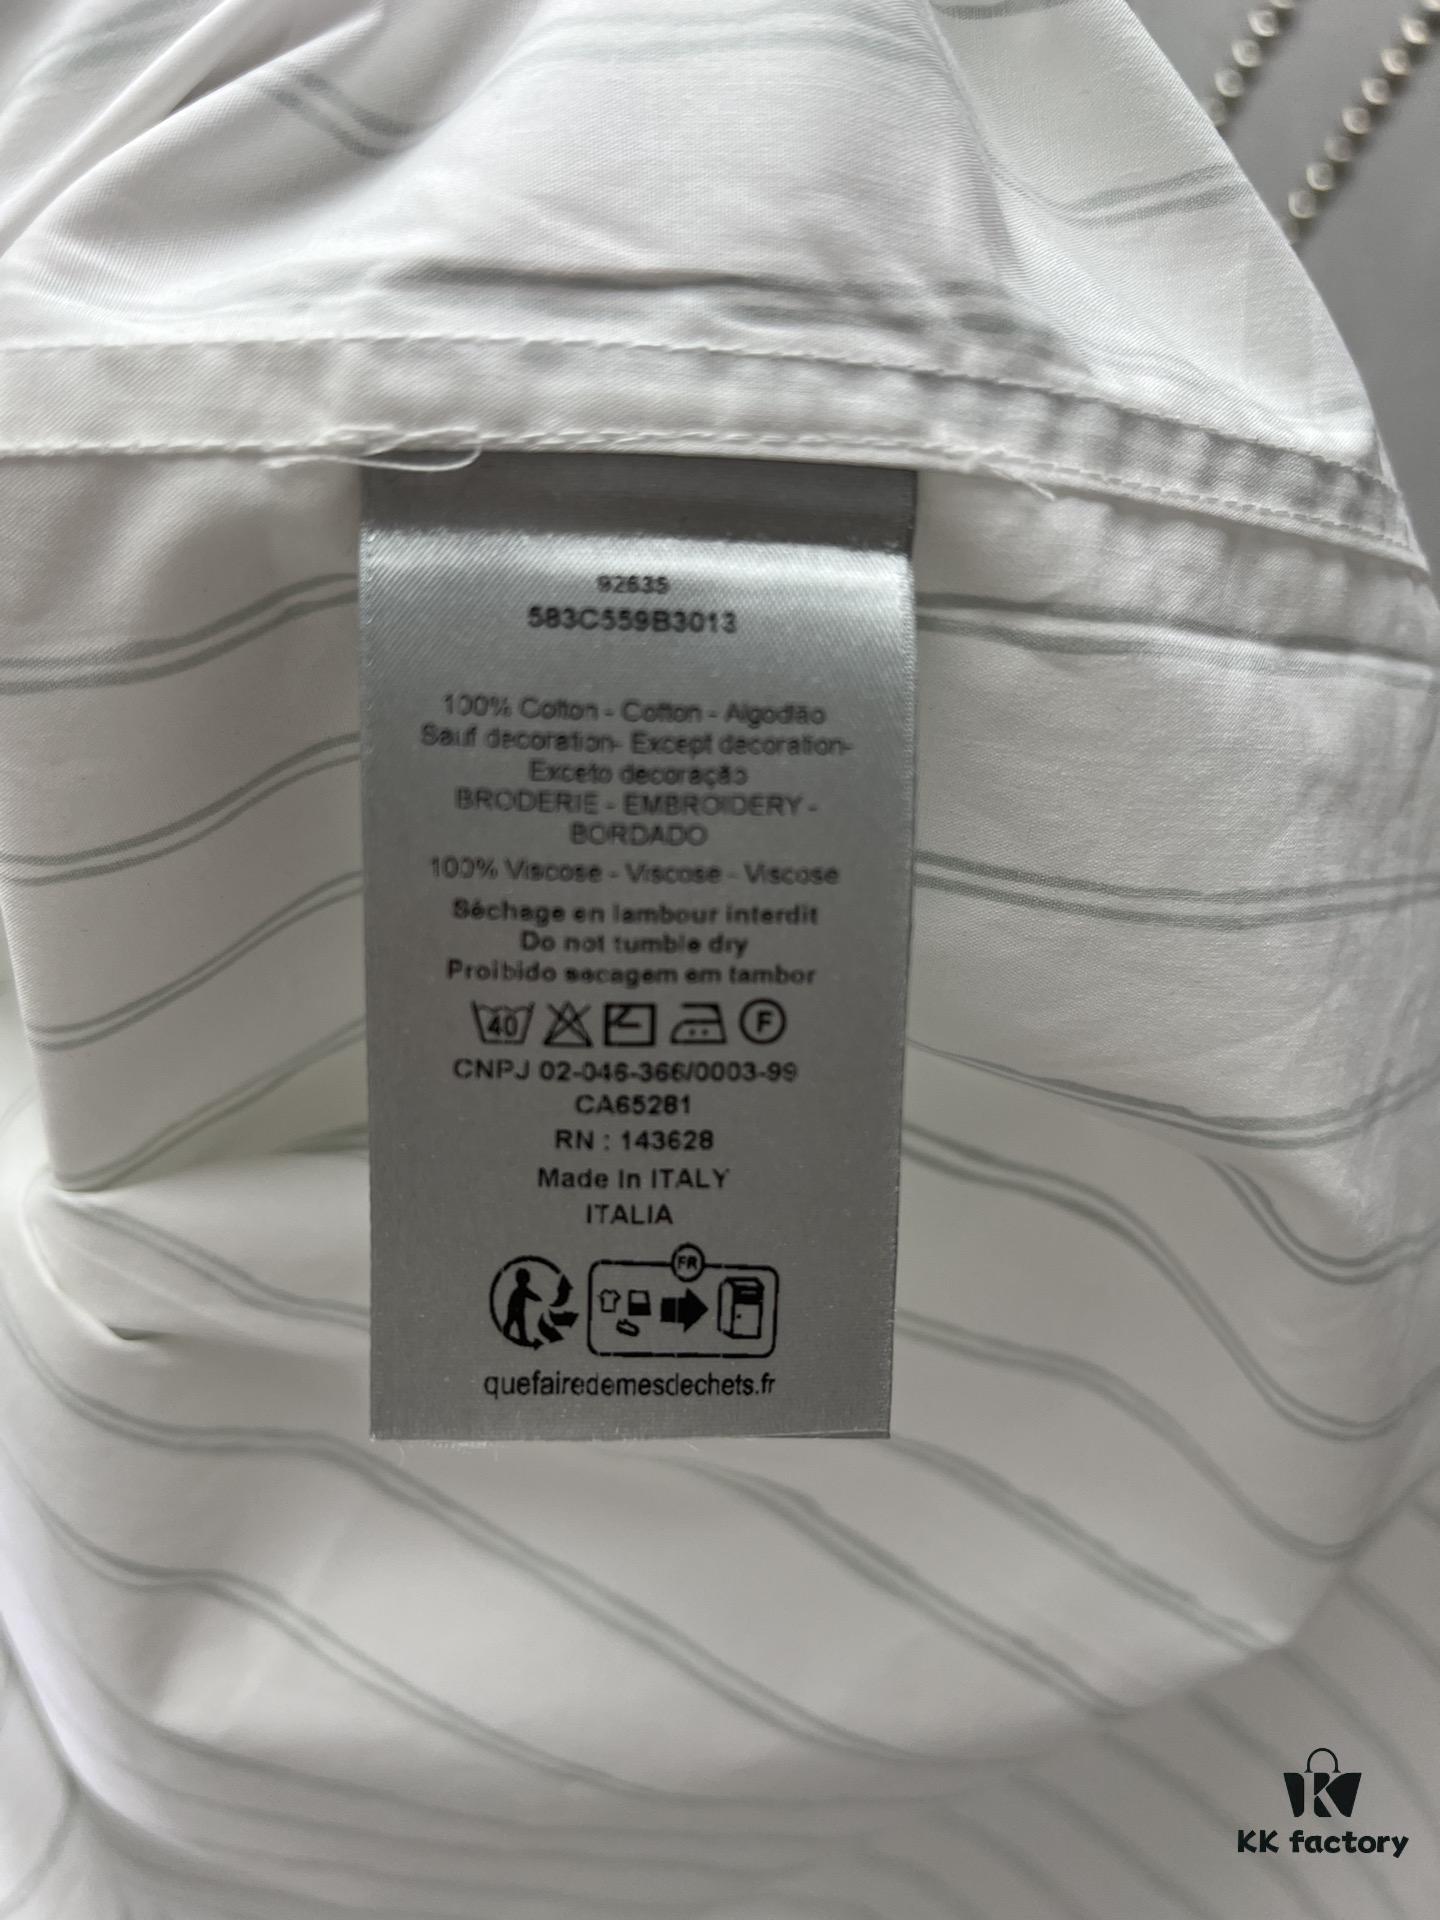 92635
583C559B3013
100% Cotton - Cotton - Algodião
Sauf decoration- Except decoration-
Exceto decoração
BRODERIE - EMBROIDERY -
BORDADO
100% Viscose - Viscose - Viscose
Séchage en lambour interdit
Do not tumble dry
Proibido secagem em tambor
40 F
CNPJ 02-046-366/0003-99
CA65281
RN : 143628
Made In ITALY
ITALIA
FR
quefairedemesdechets.fr
KK factory